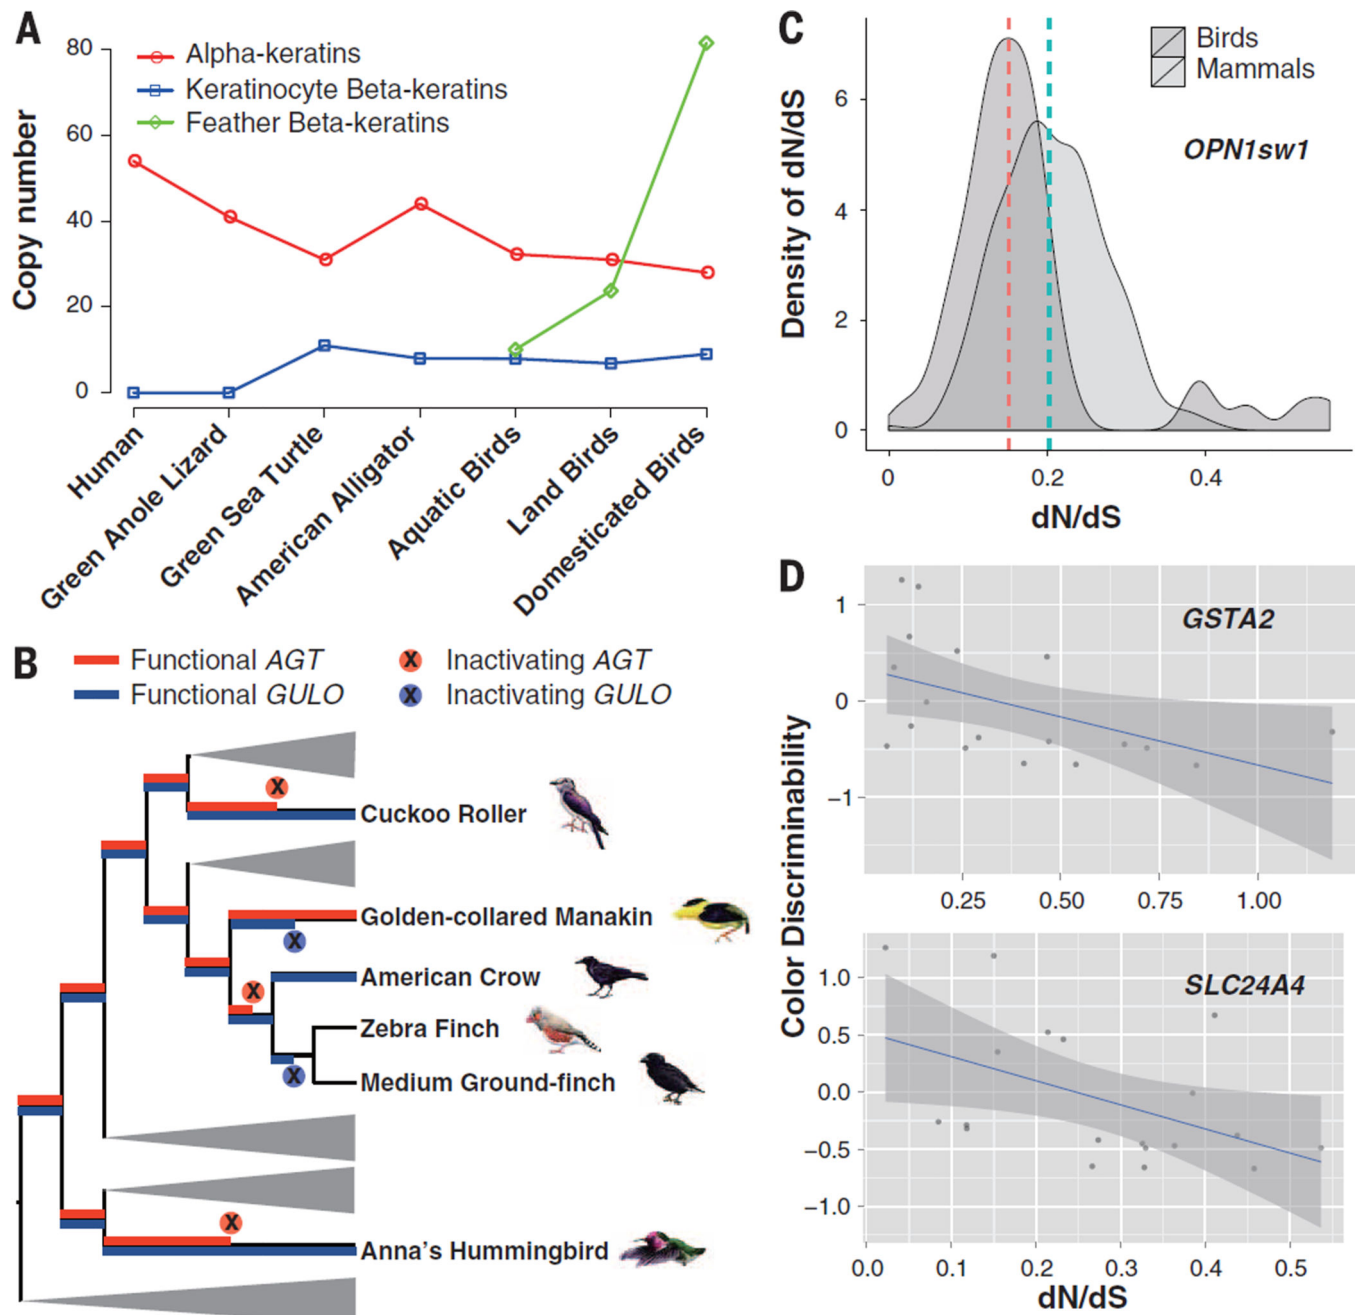 A
Alpha-keratins
Keratinocyte Beta-keratins
Feather Beta-keratins
Copy number
80
60
40
20
0
Human
Green Anole Lizard
Green Sea Turtle
American Alligator
Aquatic Birds
Land Birds
Domesticated Birds
B
Functional AGT
Functional GULO
X Inactivating AGT
X Inactivating GULO
X
Cuckoo Roller
Golden-collared Manakin
X
American Crow
X
Zebra Finch
X
Medium Ground-finch
X
Anna's Hummingbird
C
Birds
Mammals
OPN1sw1
Density of dN/dS
6
4
2
0
0 0.2 0.4
dN/dS
D
Color Discriminability
GSTA2
1
0
−1
0.25 0.50 0.75 1.00
SLC24A4
1.0
0.5
0.0
−0.5
−1.0
0.0 0.1 0.2 0.3 0.4 0.5
dN/dS